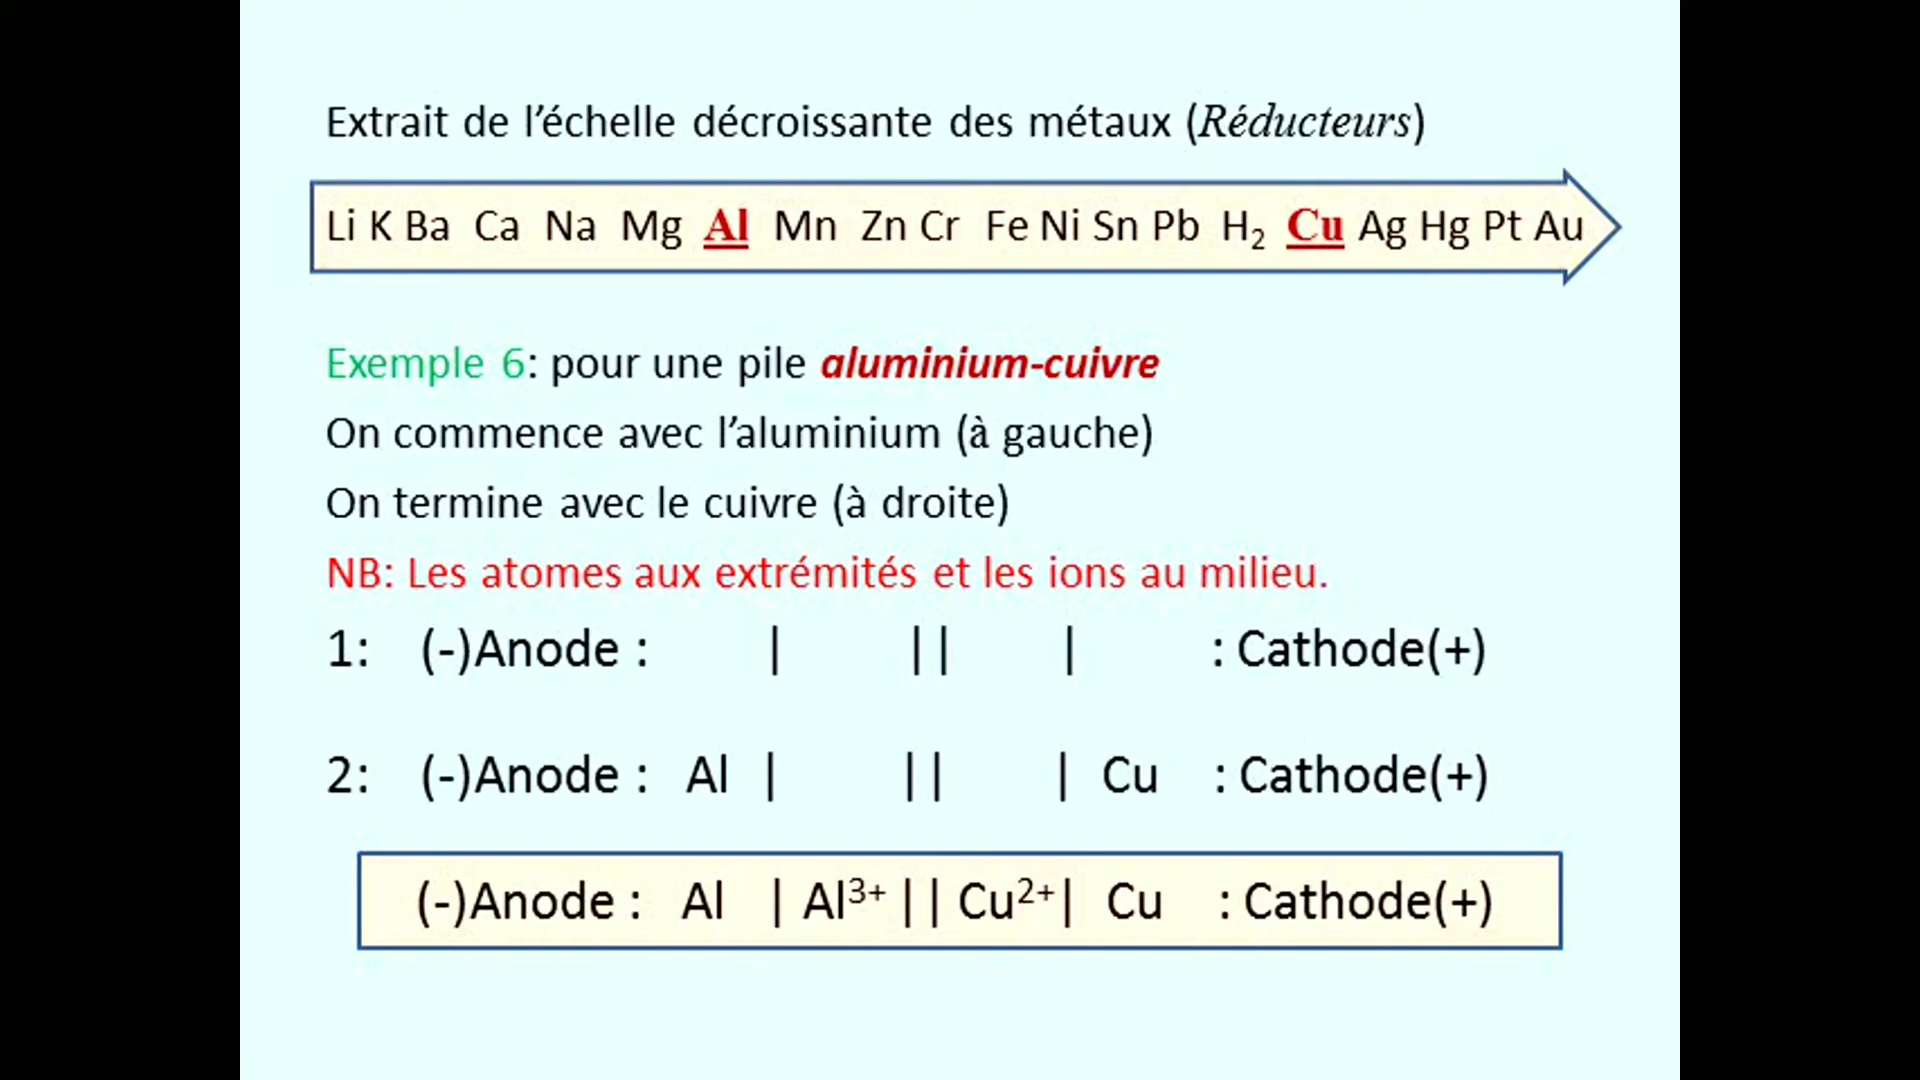 Extrait de l’échelle décroissante des métaux (Réducteurs)
Li K Ba Ca Na Mg Al Mn Zn Cr Fe Ni Sn Pb H₂ Cu Ag Hg Pt Au
Exemple 6: pour une pile aluminium-cuivre
On commence avec l’aluminium (à gauche)
On termine avec le cuivre (à droite)
NB: Les atomes aux extrémités et les ions au milieu.
1: (-)Anode : | || | : Cathode(+)
2: (-)Anode : Al | || | Cu : Cathode(+)
(-)Anode : Al | Al³⁺ || Cu²⁺| Cu : Cathode(+)